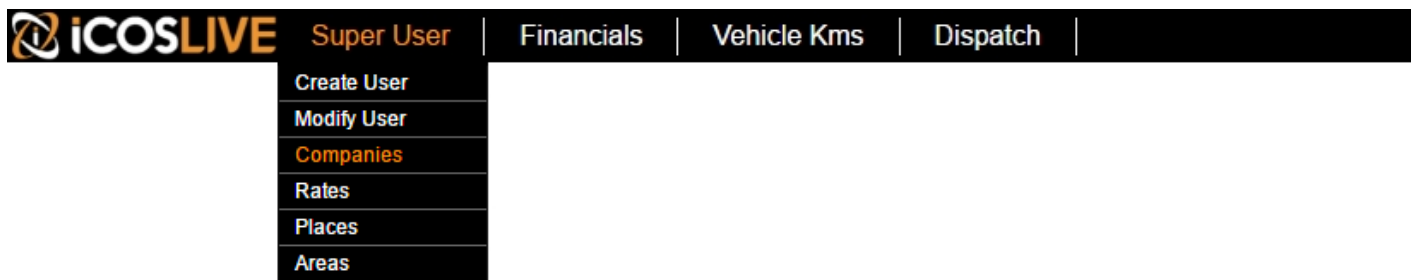 iCOSLIVE Super User Financials Vehicle Kms Dispatch
Create User
Modify User
Companies
Rates
Places
Areas